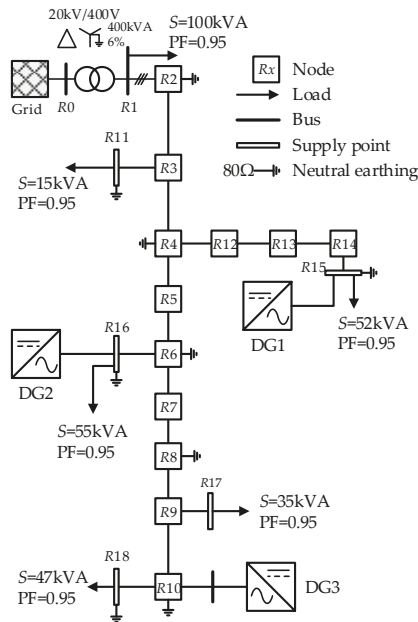 20kV/400V
400kVA
6%
S=100kVA
PF=0.95
Grid
R0
R1
R2
Rx
Node
Load
Bus
Supply point
80Ω
Neutral earthing
R11
R3
S=15kVA
PF=0.95
R4
R12
R13
R14
R15
R5
DG1
S=52kVA
PF=0.95
R16
R6
DG2
R7
S=55kVA
PF=0.95
R8
R17
R9
S=35kVA
PF=0.95
R18
S=47kVA
PF=0.95
R10
DG3